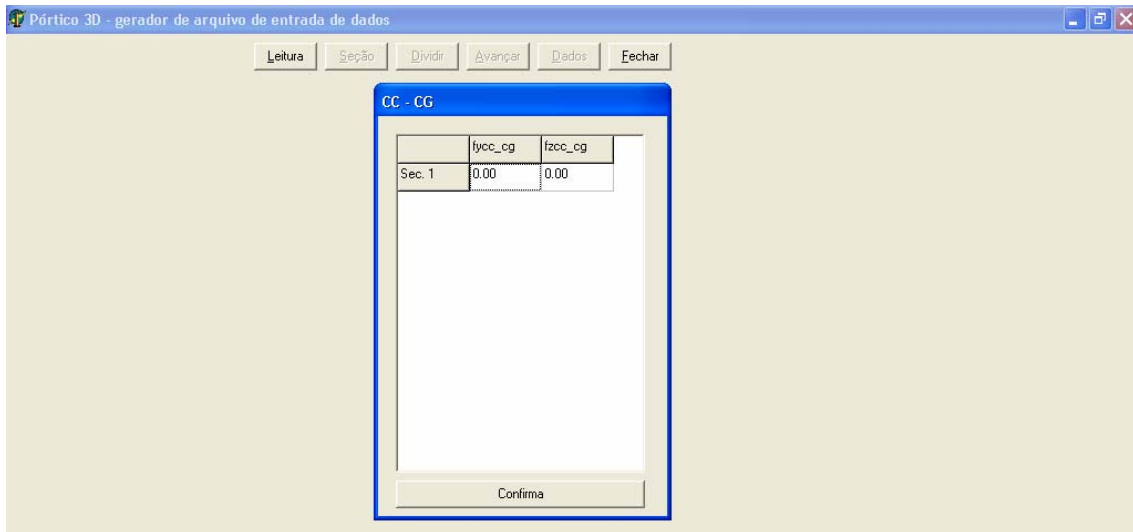 Pórtico 3D - gerador de arquivo de entrada de dados
Leitura Seção Dividir Avançar Dados Fechar
CC - CG
fycc_cg fzcc_cg
Sec. 1 0.00 0.00
Confirma